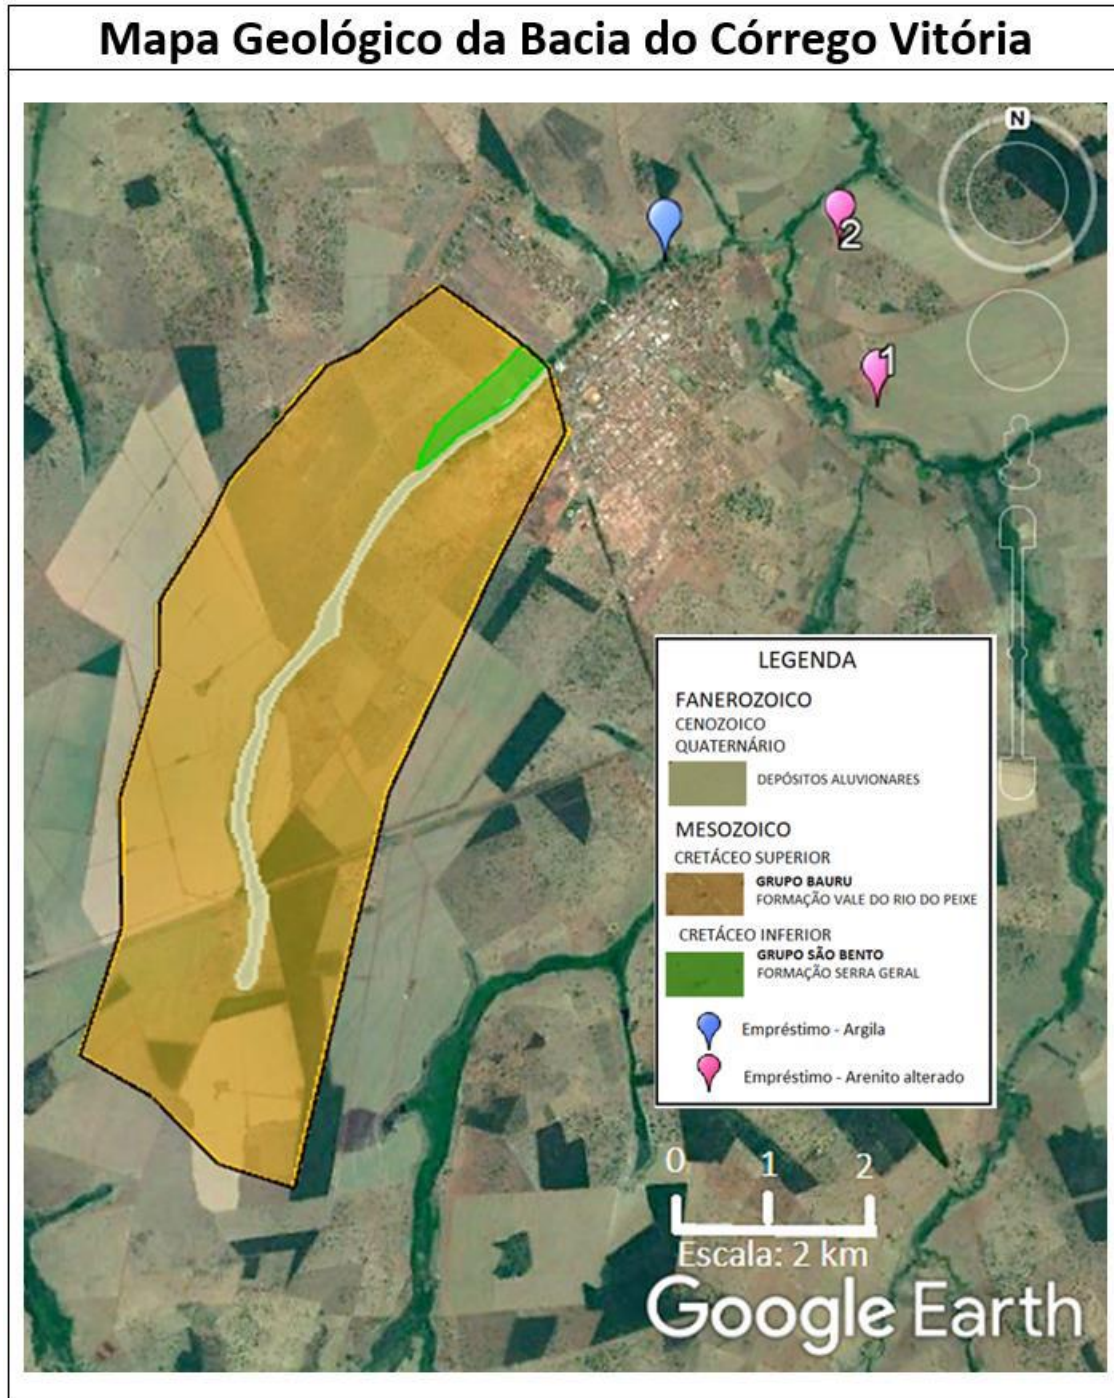 Mapa Geológico da Bacia do Córrego Vitória
N
2
1
LEGENDA
FANEROZOICO
CENOZOICO
QUATERNÁRIO
DEPÓSITOS ALUVIONARES
MESOZOICO
CRETÁCEO SUPERIOR
GRUPO BAURU
FORMAÇÃO VALE DO RIO DO PEIXE
CRETÁCEO INFERIOR
GRUPO SÃO BENTO
FORMAÇÃO SERRA GERAL
Empréstimo - Argila
Empréstimo - Arenito alterado
0 1 2
Escala: 2 km
Google Earth